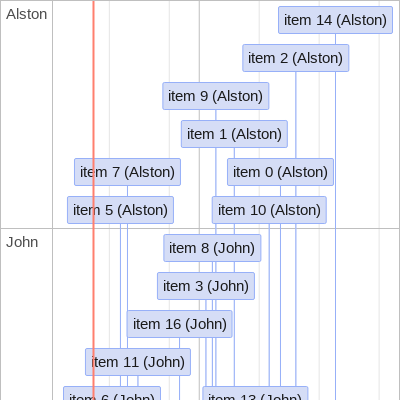 Alston
item 14 (Alston)
item 2 (Alston)
item 9 (Alston)
item 1 (Alston)
item 7 (Alston)
item 0 (Alston)
item 5 (Alston)
item 10 (Alston)
John
item 8 (John)
item 3 (John)
item 16 (John)
item 11 (John)
item 6 (John)
item 13 (John)